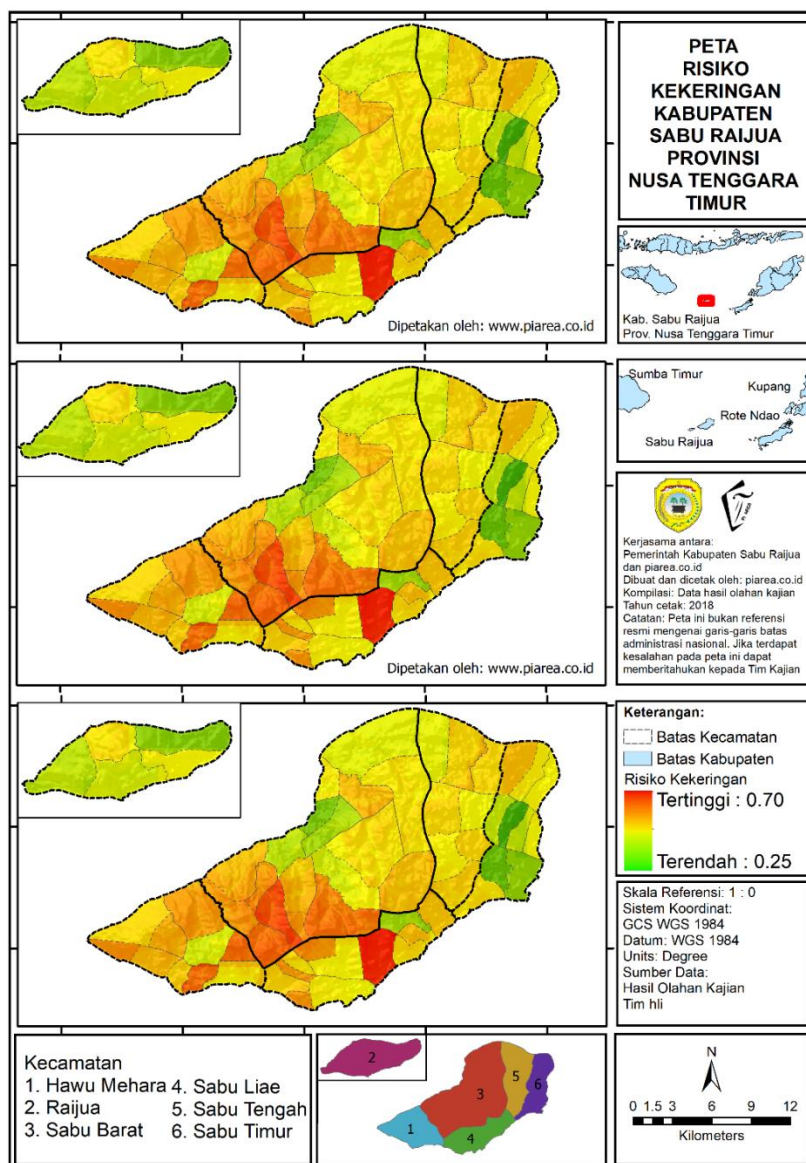 PETA
RISIKO
KEKERINGAN
KABUPATEN
SABU RAIJUA
PROVINSI
NUSA TENGGARA
TIMUR
Kab. Sabu Raijua
Prov. Nusa Tenggara Timur
Dipetakan oleh: www.piarea.co.id
Sumba Timur
Kupang
Rote Ndao
Sabu Raijua
Kerjasama antara:
Pemerintah Kabupaten Sabu Raijua
dan piarea.co.id
Dibuat dan dicetak oleh: piarea.co.id
Kompilasi: Data hasil olahan kajian
Tahun cetak: 2018
Catatan: Peta ini bukan referensi
resmi mengenai garis-garis batas
administrasi nasional. Jika terdapat
kesalahan pada peta ini dapat
memberitahukan kepada Tim Kajian
Dipetakan oleh: www.piarea.co.id
Keterangan:
Batas Kecamatan
Batas Kabupaten
Risiko Kekeringan
Tertinggi : 0.70
Terendah : 0.25
Skala Referensi: 1 : 0
Sistem Koordinat:
GCS WGS 1984
Datum: WGS 1984
Units: Degree
Sumber Data:
Hasil Olahan Kajian
Tim hli
Kecamatan
1. Hawu Mehara 4. Sabu Liae
2. Raijua 5. Sabu Tengah
3. Sabu Barat 6. Sabu Timur
2
3
5
6
1
4
N
0 1.5 3 6 9 12
Kilometers